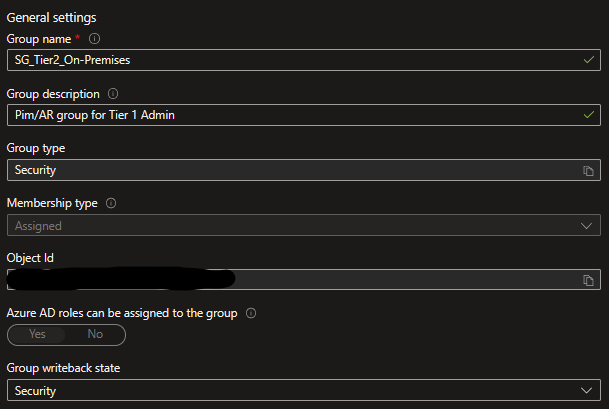 General settings
Group name *
SG_Tier2_On-Premises
Group description
Pim/AR group for Tier 1 Admin
Group type
Security
Membership type
Assigned
Object Id
Azure AD roles can be assigned to the group
Yes No
Group writeback state
Security